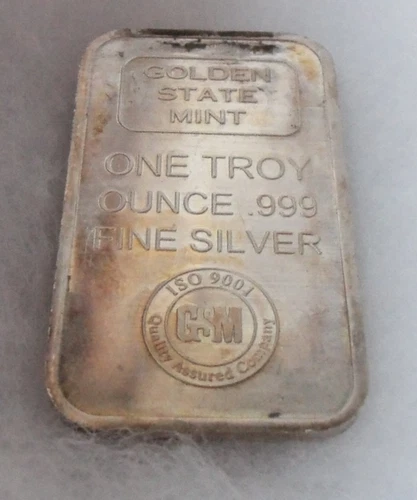 GOLDEN
STATE
MINT
ONE TROY
OUNCE .999
FINE SILVER
ISO 9001
GSM
Quality Assured Company